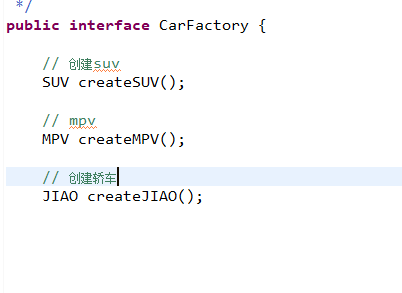 */
public interface CarFactory {
// 创建suv
SUV createSUV();
// mpv
MPV createMPV();
// 创建轿车
JIAO createJIAO();